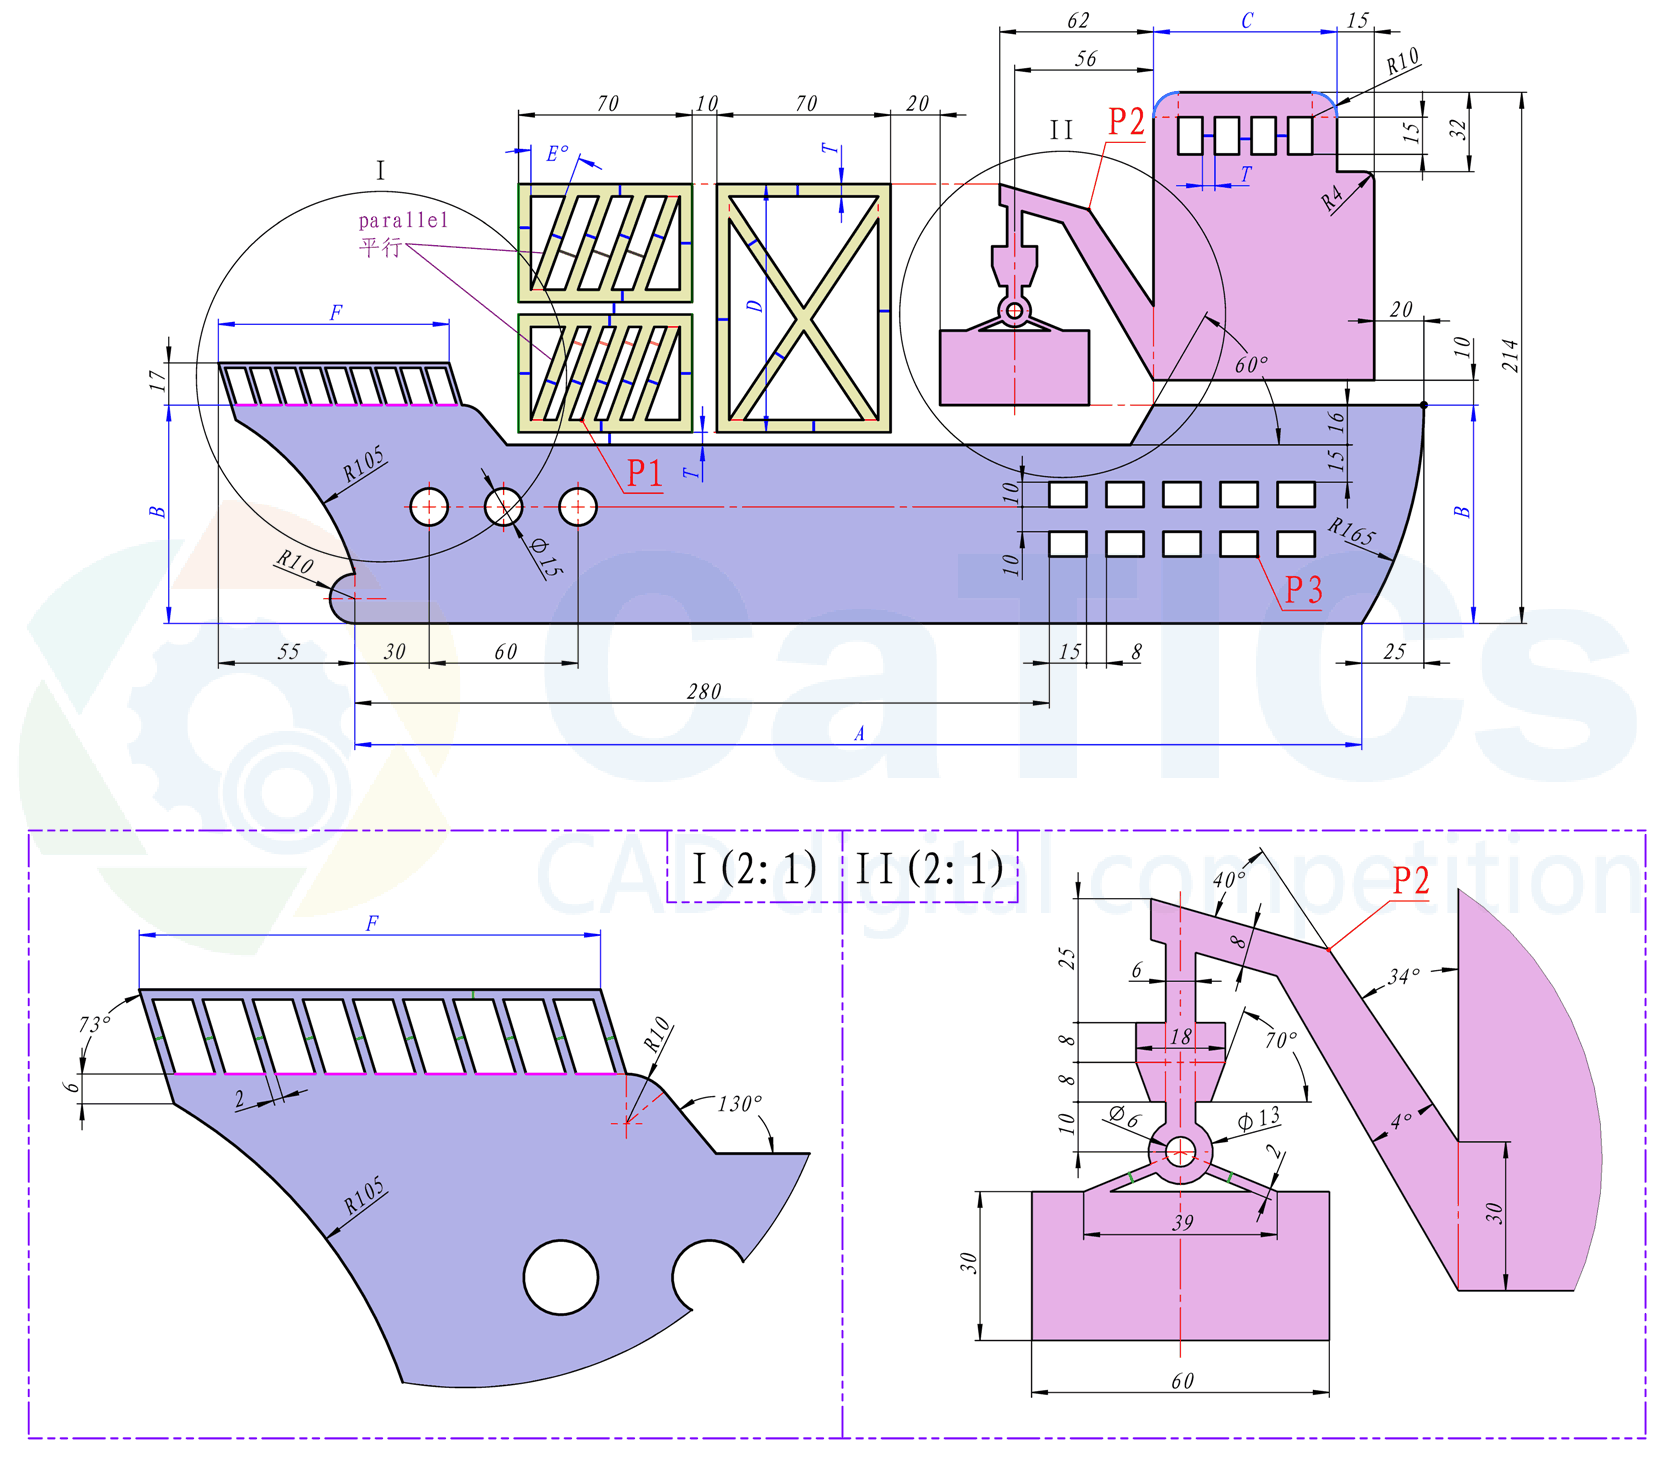 62
C
15
56
R10
70
10
70
20
P2
II
T
E°
I
15
32
T
R4
214
parallel
平行
D
F
20
10
60°
17
16
R105
P1
T
15
B
10
B
R165
Φ15
R10
10
P3
55
30
60
15
8
25
280
A
CaTICs
CAD digital competition
I (2:1)
II (2:1)
F
40°
P2
8
25
34°
6
73°
R10
18
70°
8
6
2
130°
8
10
Φ6
Φ13
4°
2
R105
39
30
30
60